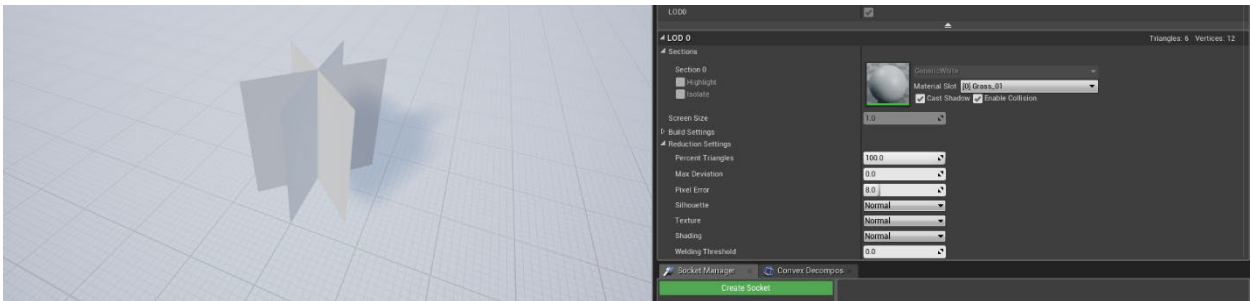 LOD0
LOD 0 Triangles: 6 Vertices: 12
Sections
Section 0
GenericWhite
Highlight
Material Slot [0] Grass_01
Isolate
Cast Shadow Enable Collision
Screen Size 1.0
Build Settings
Reduction Settings
Percent Triangles 100.0
Max Deviation 0.0
Pixel Error 8.0
Silhouette Normal
Texture Normal
Shading Normal
Welding Threshold 0.0
Socket Manager Convex Decompos
Create Socket